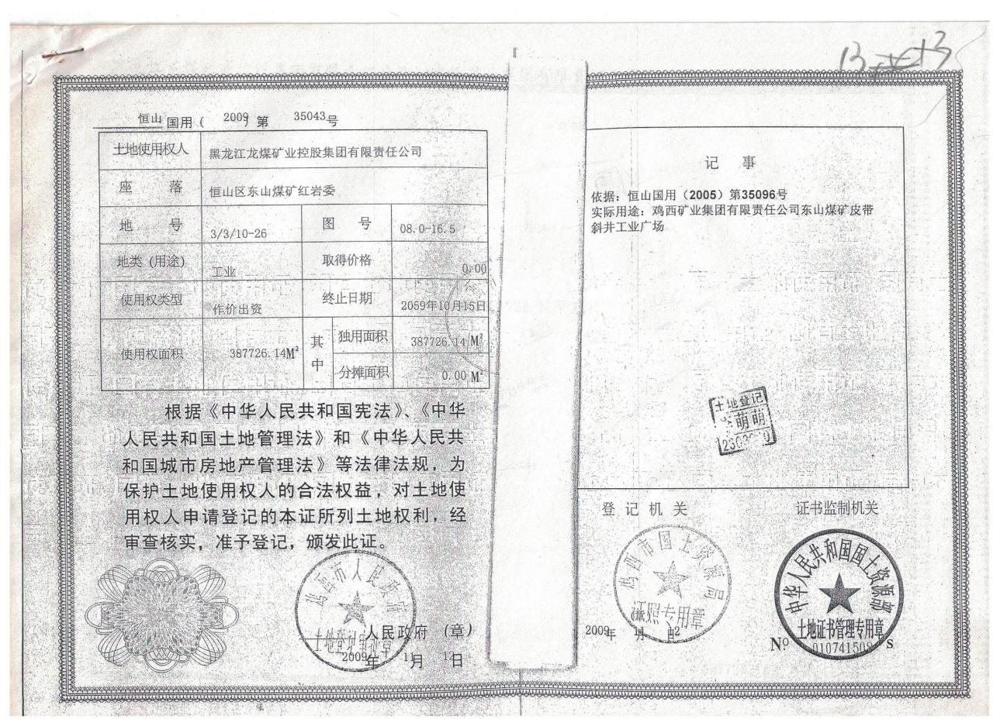 恒山 国用（ 2009）第 35043号
土地使用权人 黑龙江龙煤矿业控股集团有限责任公司
座 落 恒山区东山煤矿红岩委
地 号 3/3/10-26 图 号 08.0-16.5
地类（用途） 工业 取得价格 0.00
使用权类型 作价出资 终止日期 2059年10月15日
使用权面积 387726.14M² 其中 独用面积 387726.14 M²
分摊面积 0.00 M²
根据《中华人民共和国宪法》、《中华
人民共和国土地管理法》和《中华人民共
和国城市房地产管理法》等法律法规，为
保护土地使用权人的合法权益，对土地使
用权人申请登记的本证所列土地权利，经
审查核实，准予登记，颁发此证。
鸡西市人民政府
人民政府 （章）
2009年 11月 12日
记 事
依据：恒山国用（2005）第35096号
实际用途：鸡西矿业集团有限责任公司东山煤矿皮带
斜井工业广场
土地登记
萌萌
登 记 机 关
鸡西市国土资源局
证照专用章
2009年 月 日
证书监制机关
中华人民共和国国土资源部
土地证书管理专用章
Nº 010741509 S